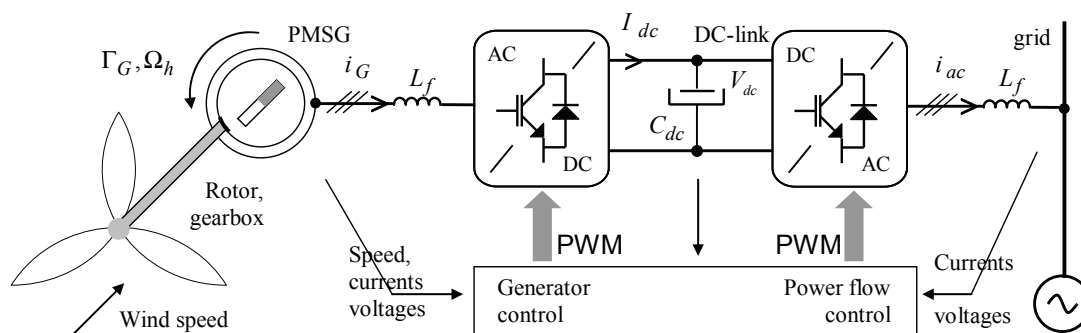 PMSG
Γ_G, Ω_h
i_G
L_f
AC
DC
I_dc
DC-link
V_dc
C_dc
DC
AC
i_ac
L_f
grid
Rotor,
gearbox
PWM
PWM
Speed,
currents
voltages
Generator
control
Power flow
control
Currents
voltages
Wind speed